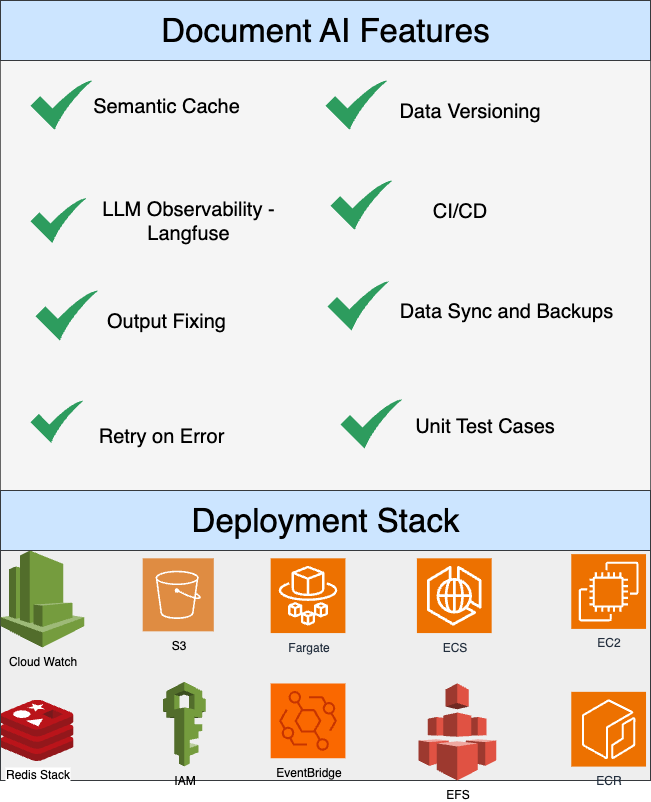 Document AI Features
Semantic Cache
Data Versioning
LLM Observability -
Langfuse
CI/CD
Output Fixing
Data Sync and Backups
Retry on Error
Unit Test Cases
Deployment Stack
Cloud Watch
S3
Fargate
ECS
EC2
Redis Stack
IAM
EventBridge
EFS
ECR